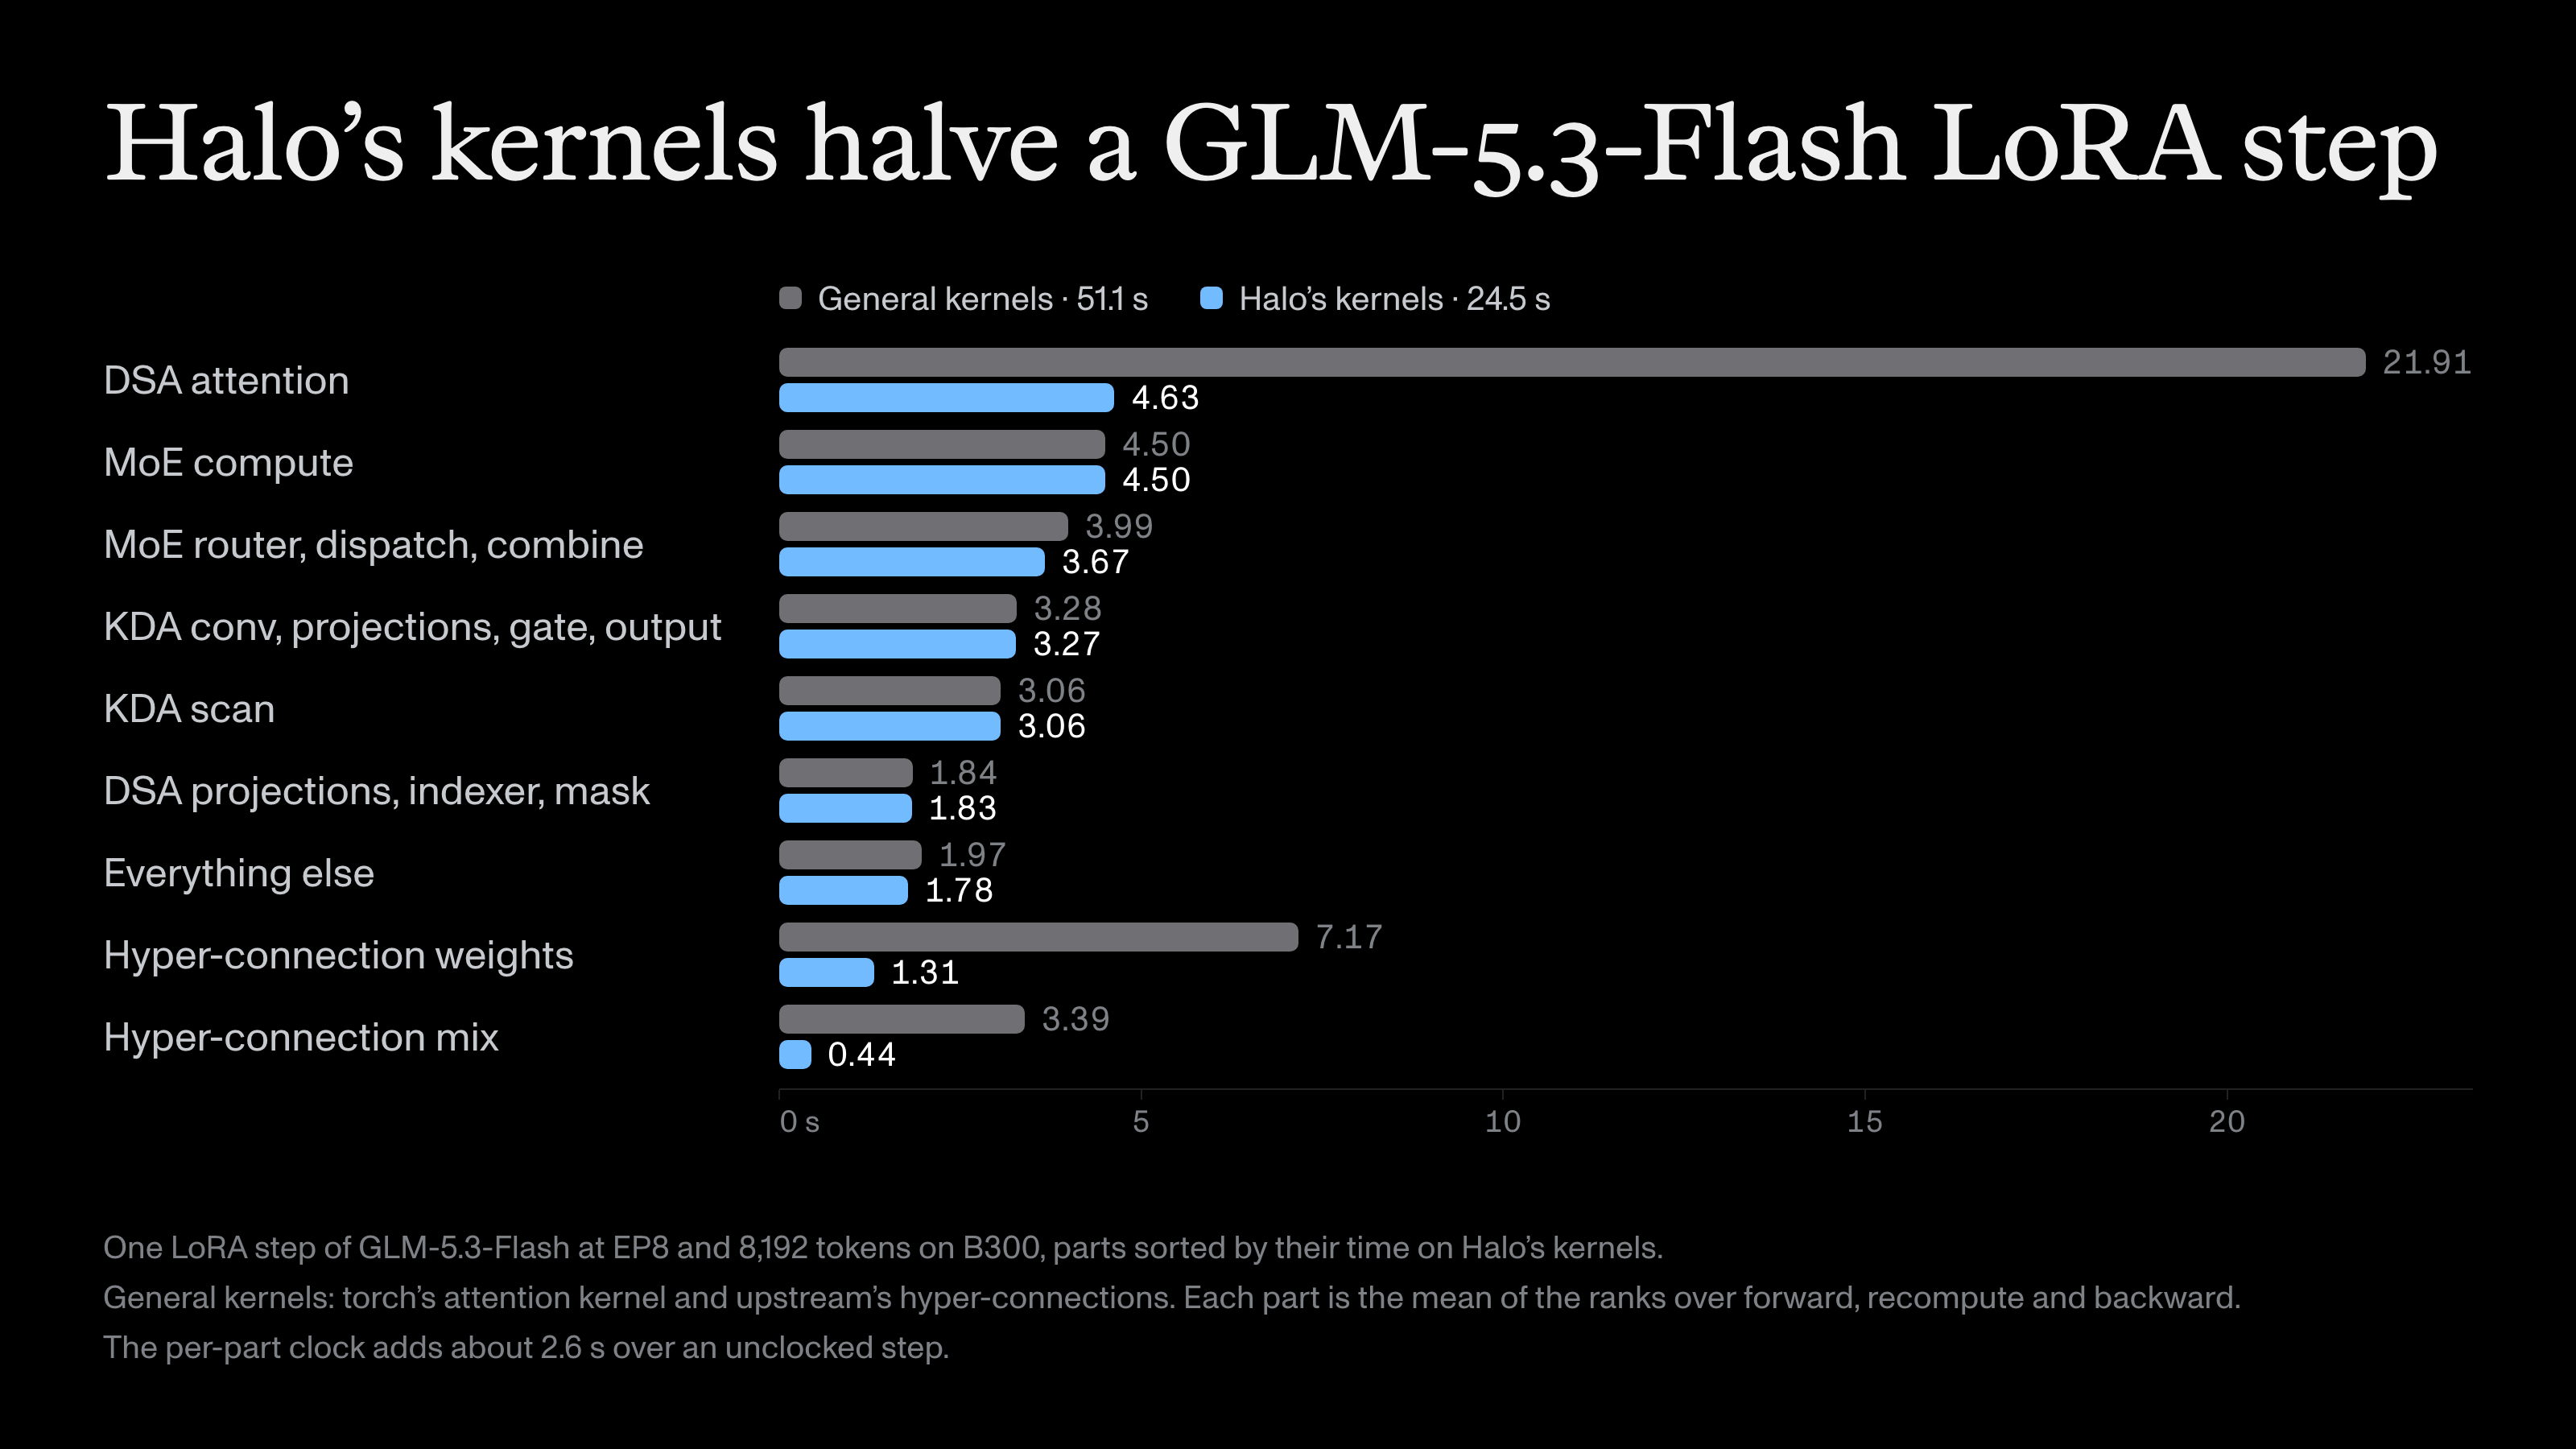 Halo’s kernels halve a GLM-5.3-Flash LoRA step
General kernels · 51.1 s
Halo’s kernels · 24.5 s
DSA attention
21.91
4.63
MoE compute
4.50
4.50
MoE router, dispatch, combine
3.99
3.67
KDA conv, projections, gate, output
3.28
3.27
KDA scan
3.06
3.06
DSA projections, indexer, mask
1.84
1.83
Everything else
1.97
1.78
Hyper-connection weights
7.17
1.31
Hyper-connection mix
3.39
0.44
0 s 5 10 15 20
One LoRA step of GLM-5.3-Flash at EP8 and 8,192 tokens on B300, parts sorted by their time on Halo’s kernels.
General kernels: torch’s attention kernel and upstream’s hyper-connections. Each part is the mean of the ranks over forward, recompute and backward.
The per-part clock adds about 2.6 s over an unclocked step.